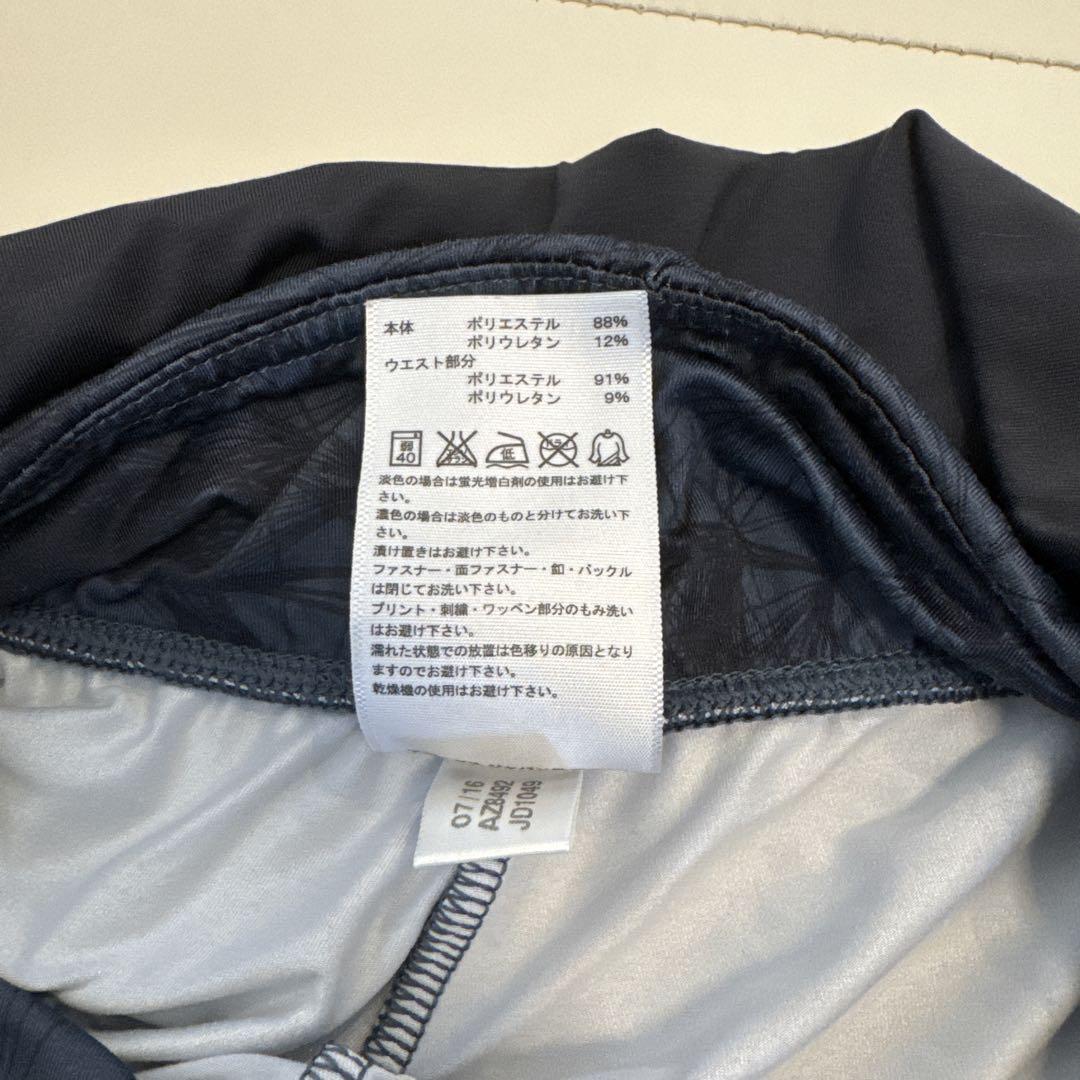 本体 ポリエステル 88%
ポリウレタン 12%
ウエスト部分
ポリエステル 91%
ポリウレタン 9%
弱 40 低
淡色の場合は蛍光増白剤の使用はお避け下
さい。
濃色の場合は淡色のものと分けてお洗い下
さい。
漬け置きはお避け下さい。
ファスナー・面ファスナー・釦・バックル
は閉じてお洗い下さい。
プリント・刺繍・ワッペン部分のもみ洗い
はお避け下さい。
濡れた状態での放置は色移りの原因となり
ますのでお避け下さい。
乾燥機の使用はお避け下さい。
07/16
AZ8492
JD1049